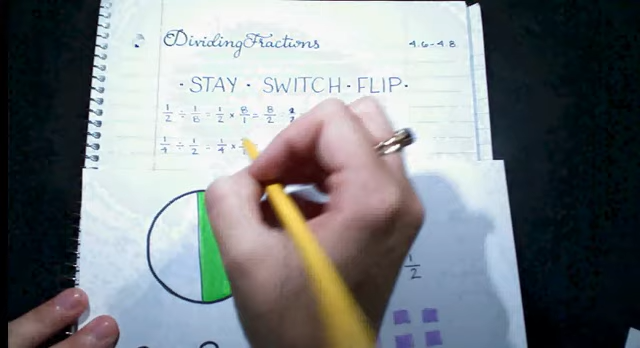 Dividing Fractions 4.6-4.8
· STAY · SWITCH · FLIP ·
1/2 ÷ 1/8 = 1/2 × 8/1 = 8/2
1/4 ÷ 1/2 = 1/4 ×
1/2